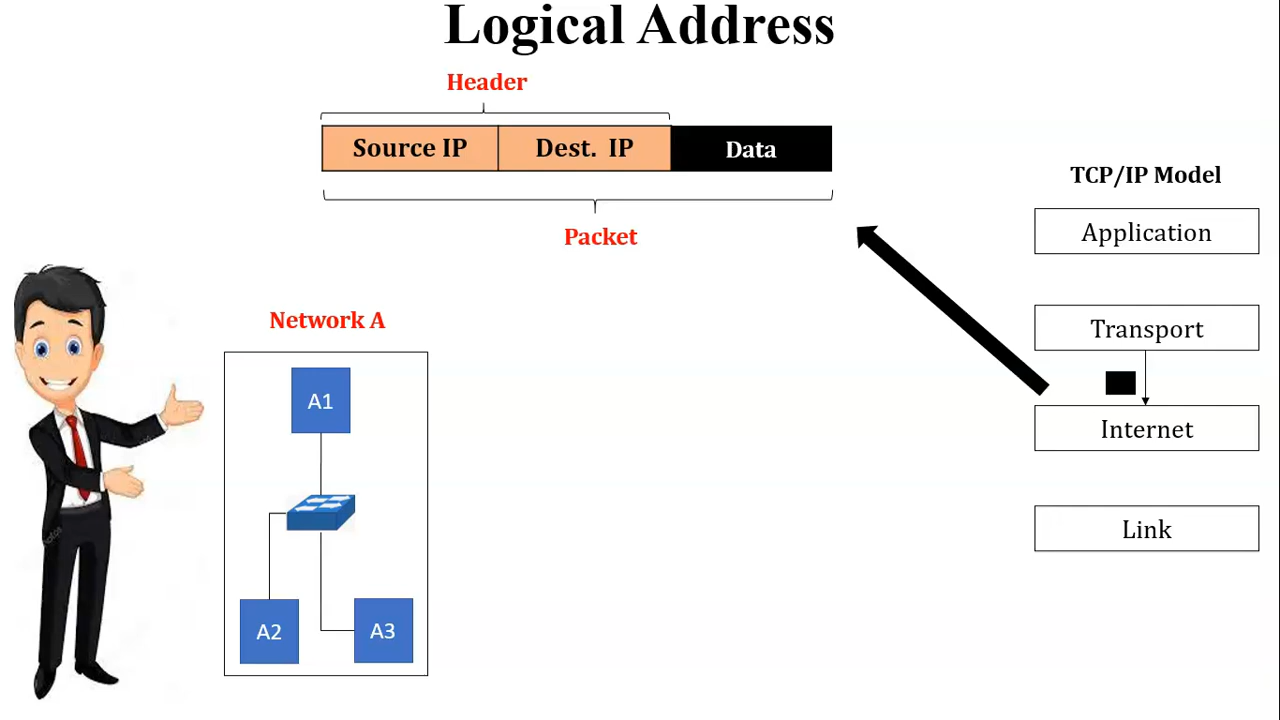 Logical Address
Header
Source IP
Dest. IP
Data
Packet
TCP/IP Model
Application
Transport
Internet
Link
Network A
A1
A2
A3